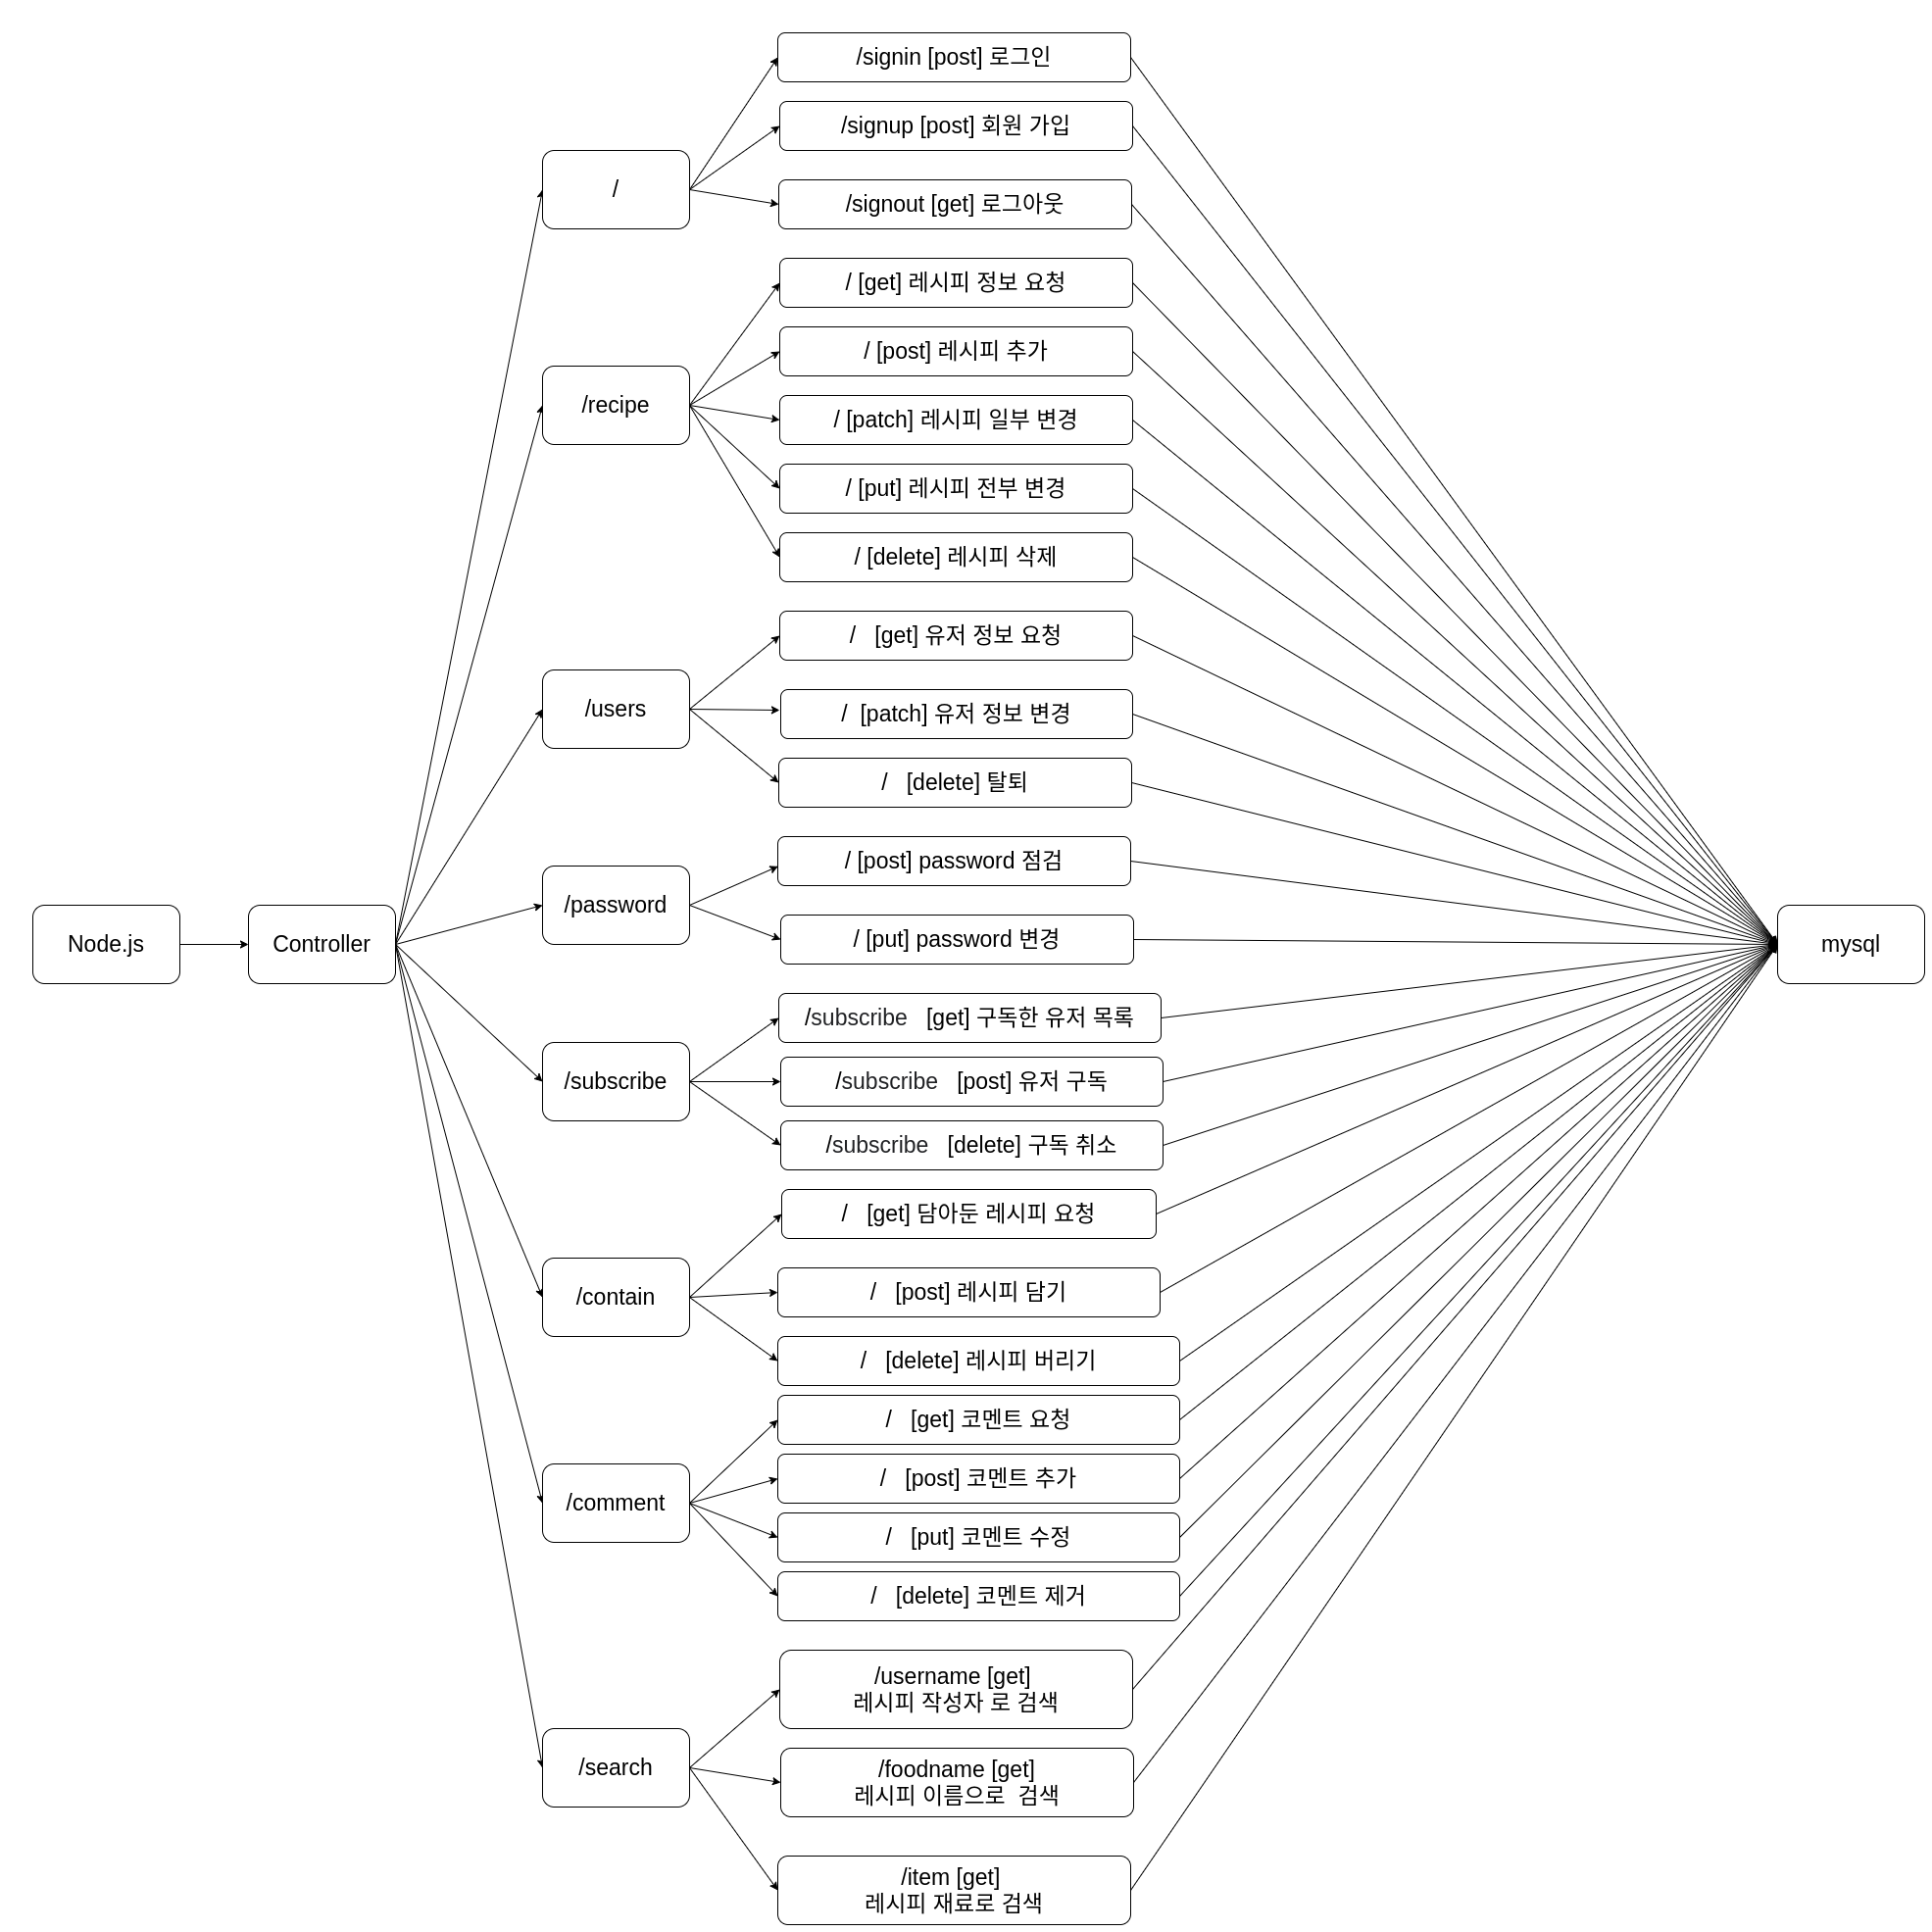 Node.js
Controller
/
/signin [post] 로그인
/signup [post] 회원 가입
/signout [get] 로그아웃
/recipe
/ [get] 레시피 정보 요청
/ [post] 레시피 추가
/ [patch] 레시피 일부 변경
/ [put] 레시피 전부 변경
/ [delete] 레시피 삭제
/users
/   [get] 유저 정보 요청
/  [patch] 유저 정보 변경
/   [delete] 탈퇴
/password
/ [post] password 점검
/ [put] password 변경
/subscribe
/subscribe   [get] 구독한 유저 목록
/subscribe   [post] 유저 구독
/subscribe   [delete] 구독 취소
/contain
/   [get] 담아둔 레시피 요청
/   [post] 레시피 담기
/   [delete] 레시피 버리기
/comment
/   [get] 코멘트 요청
/   [post] 코멘트 추가
/   [put] 코멘트 수정
/   [delete] 코멘트 제거
/search
/username [get]
레시피 작성자 로 검색
/foodname [get]
레시피 이름으로  검색
/item [get]
레시피 재료로 검색
mysql